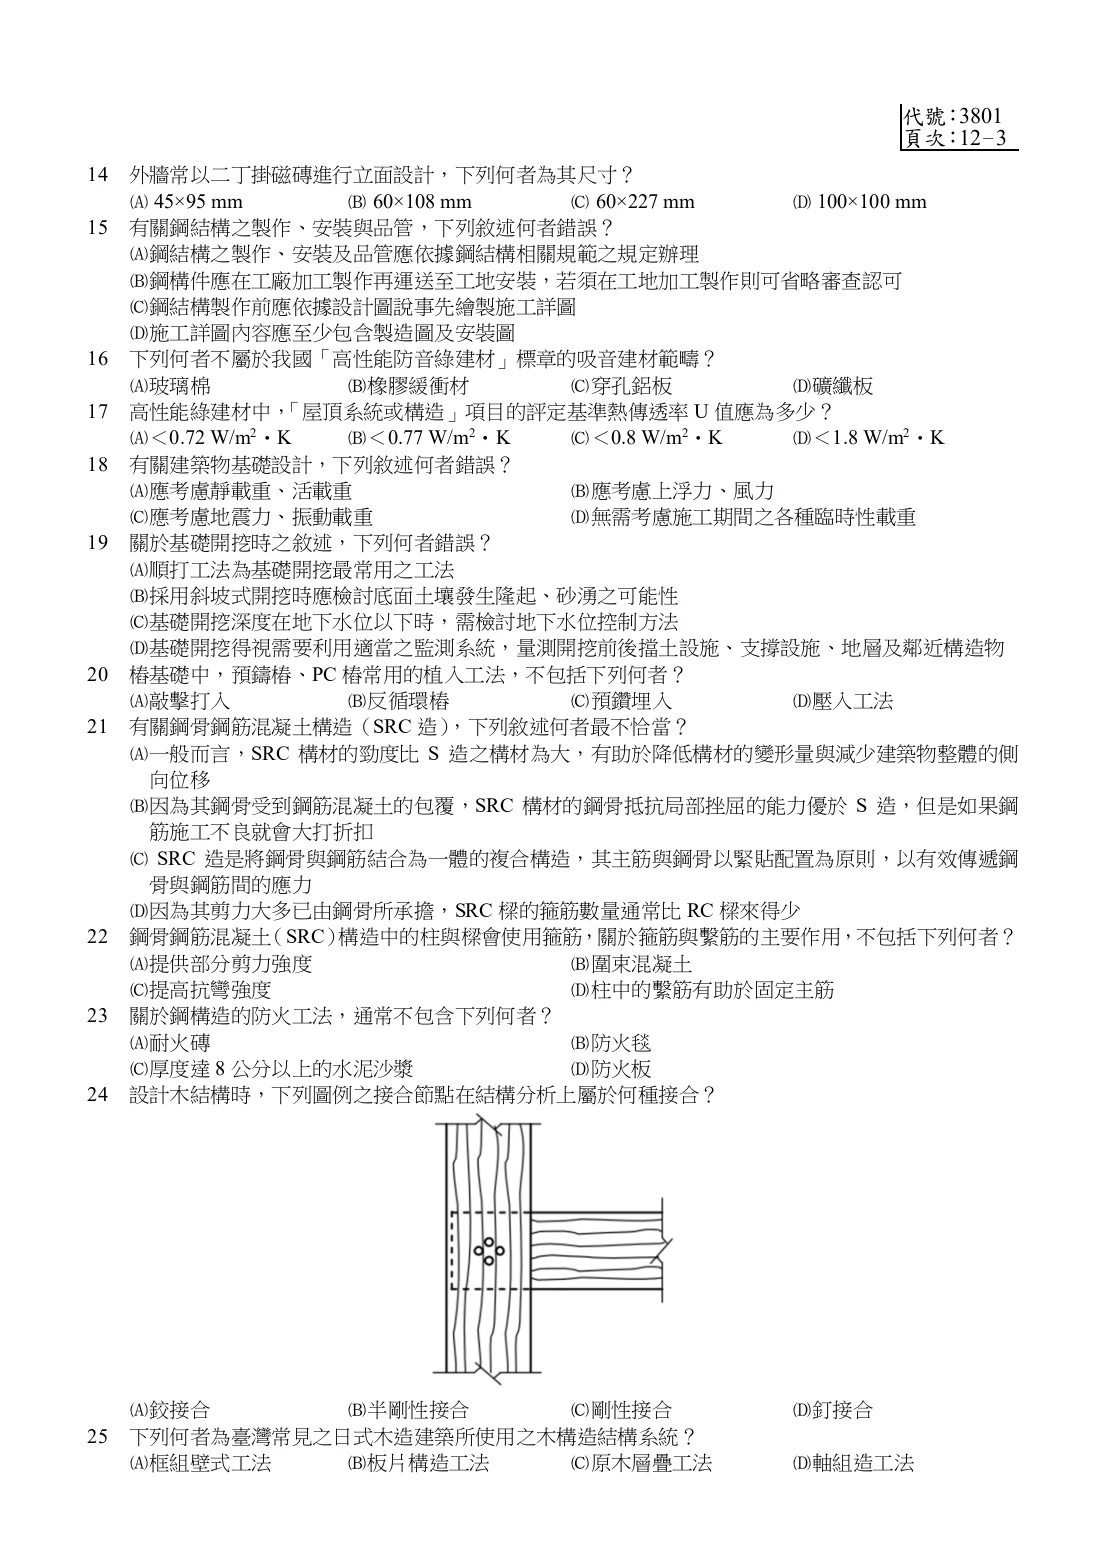 代號：3801
頁次：12－3
14 外牆常以二丁掛磁磚進行立面設計，下列何者為其尺寸？
(A) 45×95 mm (B) 60×108 mm (C) 60×227 mm (D) 100×100 mm
15 有關鋼結構之製作、安裝與品管，下列敘述何者錯誤？
(A)鋼結構之製作、安裝及品管應依據鋼結構相關規範之規定辦理
(B)鋼構件應在工廠加工製作再運送至工地安裝，若須在工地加工製作則可省略審查認可
(C)鋼結構製作前應依據設計圖說事先繪製施工詳圖
(D)施工詳圖內容應至少包含製造圖及安裝圖
16 下列何者不屬於我國「高性能防音綠建材」標章的吸音建材範疇？
(A)玻璃棉 (B)橡膠緩衝材 (C)穿孔鋁板 (D)礦纖板
17 高性能綠建材中，「屋頂系統或構造」項目的評定基準熱傳透率 U 值應為多少？
(A)＜0.72 W/m²・K (B)＜0.77 W/m²・K (C)＜0.8 W/m²・K (D)＜1.8 W/m²・K
18 有關建築物基礎設計，下列敘述何者錯誤？
(A)應考慮靜載重、活載重 (B)應考慮上浮力、風力
(C)應考慮地震力、振動載重 (D)無需考慮施工期間之各種臨時性載重
19 關於基礎開挖時之敘述，下列何者錯誤？
(A)順打工法為基礎開挖最常用之工法
(B)採用斜坡式開挖時應檢討底面土壤發生隆起、砂湧之可能性
(C)基礎開挖深度在地下水位以下時，需檢討地下水位控制方法
(D)基礎開挖得視需要利用適當之監測系統，量測開挖前後擋土設施、支撐設施、地層及鄰近構造物
20 樁基礎中，預鑄樁、PC 樁常用的植入工法，不包括下列何者？
(A)敲擊打入 (B)反循環樁 (C)預鑽埋入 (D)壓入工法
21 有關鋼骨鋼筋混凝土構造（SRC 造），下列敘述何者最不恰當？
(A)一般而言，SRC 構材的勁度比 S 造之構材為大，有助於降低構材的變形量與減少建築物整體的側
向位移
(B)因為其鋼骨受到鋼筋混凝土的包覆，SRC 構材的鋼骨抵抗局部挫屈的能力優於 S 造，但是如果鋼
筋施工不良就會大打折扣
(C) SRC 造是將鋼骨與鋼筋結合為一體的複合構造，其主筋與鋼骨以緊貼配置為原則，以有效傳遞鋼
骨與鋼筋間的應力
(D)因為其剪力大多已由鋼骨所承擔，SRC 樑的箍筋數量通常比 RC 樑來得少
22 鋼骨鋼筋混凝土（SRC）構造中的柱與樑會使用箍筋，關於箍筋與繫筋的主要作用，不包括下列何者？
(A)提供部分剪力強度 (B)圍束混凝土
(C)提高抗彎強度 (D)柱中的繫筋有助於固定主筋
23 關於鋼構造的防火工法，通常不包含下列何者？
(A)耐火磚 (B)防火毯
(C)厚度達 8 公分以上的水泥沙漿 (D)防火板
24 設計木結構時，下列圖例之接合節點在結構分析上屬於何種接合？
(A)鉸接合 (B)半剛性接合 (C)剛性接合 (D)釘接合
25 下列何者為臺灣常見之日式木造建築所使用之木構造結構系統？
(A)框組壁式工法 (B)板片構造工法 (C)原木層疊工法 (D)軸組造工法